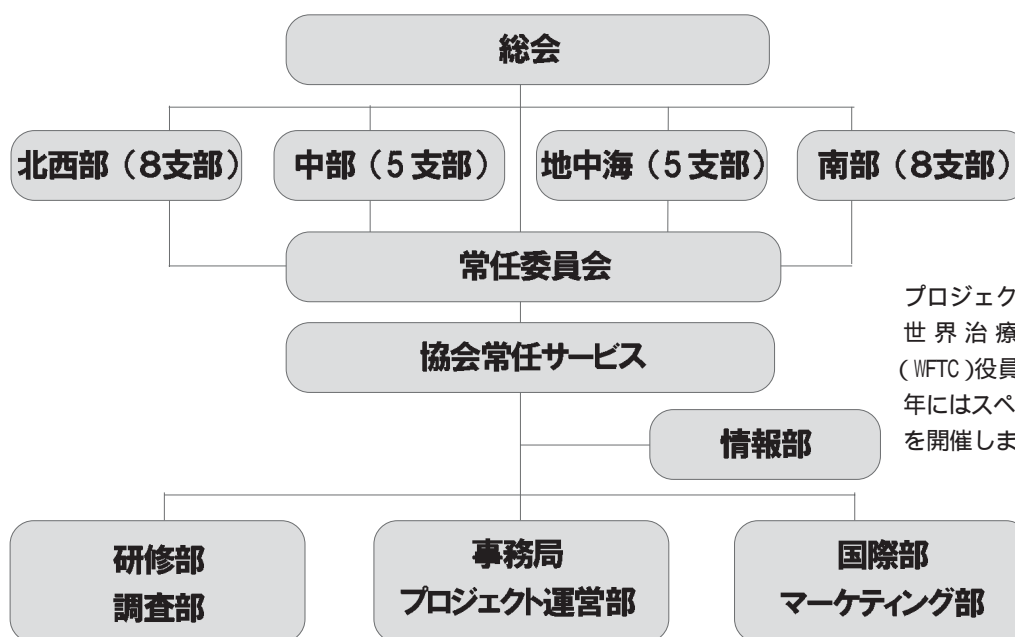 総会
北西部（8支部）
中部（5支部）
地中海（5支部）
南部（8支部）
常任委員会
協会常任サービス
情報部
研修部
調査部
事務局
プロジェクト運営部
国際部
マーケティング部
プロジェク
世界治療
(WFTC)役員
年にはスペ
を開催しま